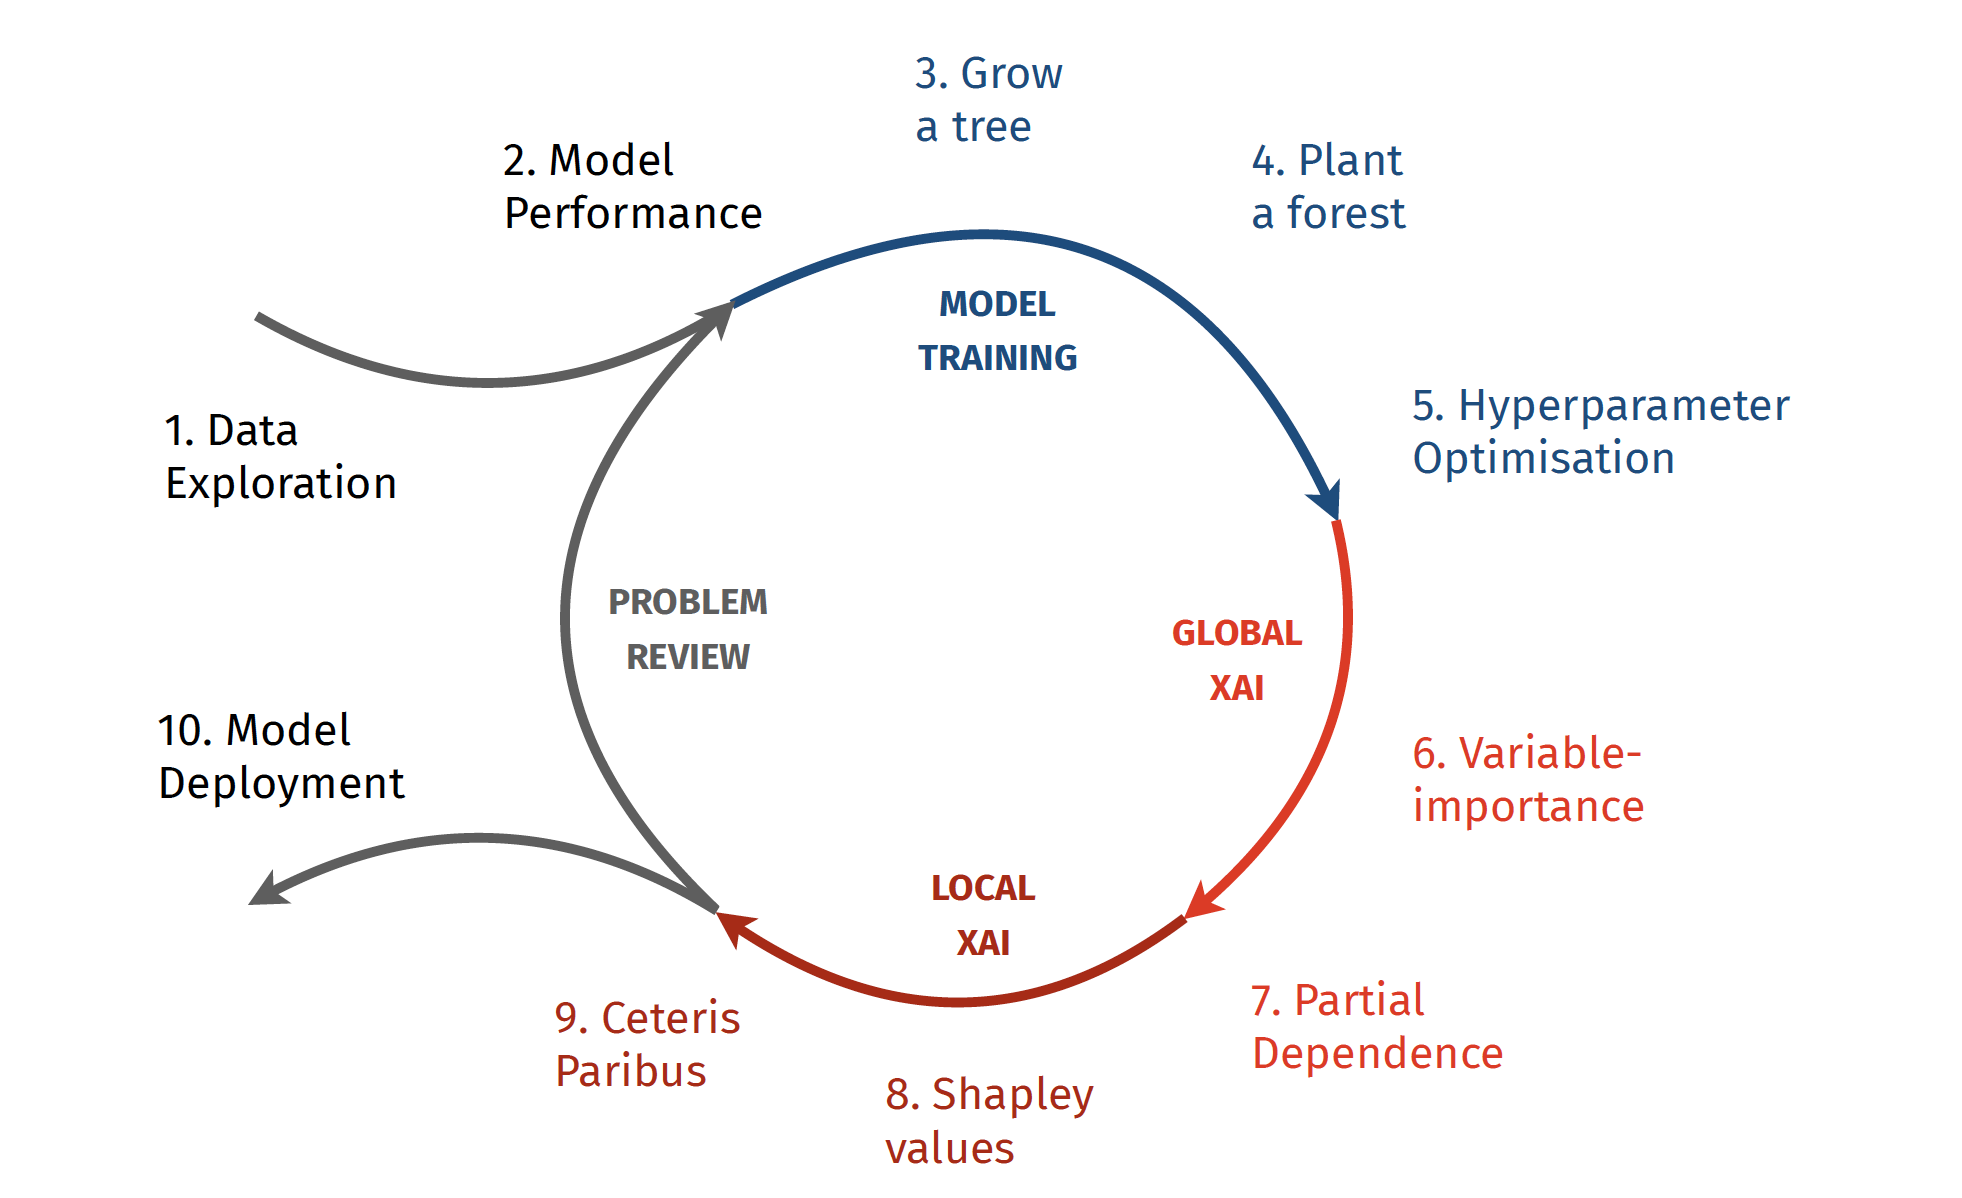 1. Data
Exploration
2. Model
Performance
3. Grow
a tree
4. Plant
a forest
5. Hyperparameter
Optimisation
6. Variable-
importance
7. Partial
Dependence
8. Shapley
values
9. Ceteris
Paribus
10. Model
Deployment
MODEL
TRAINING
GLOBAL
XAI
LOCAL
XAI
PROBLEM
REVIEW